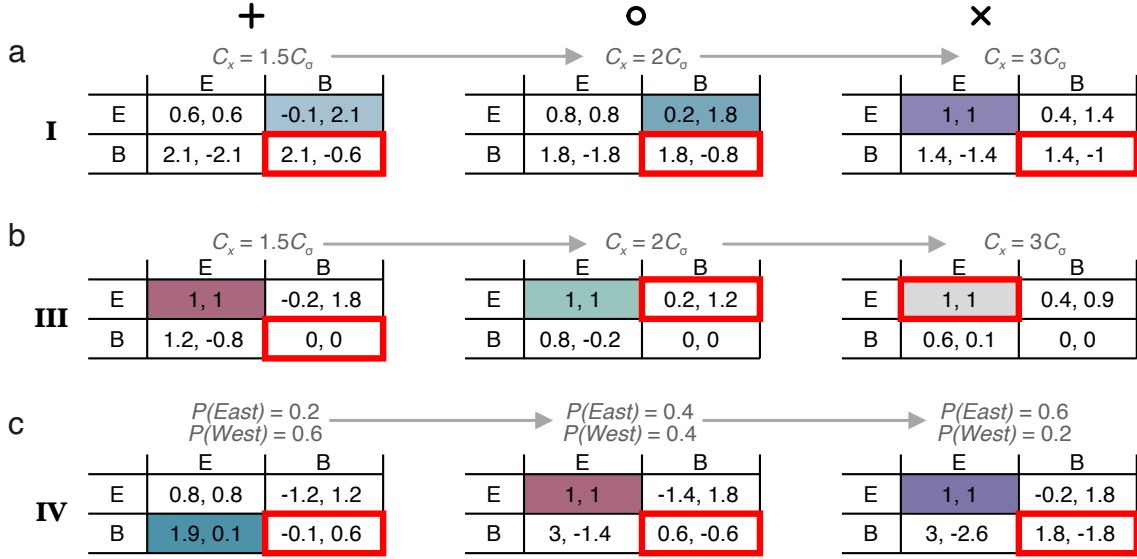 + ○ ×
a
C_x = 1.5C_σ C_x = 2C_σ C_x = 3C_σ
E B E B E B
I
E 0.6, 0.6 -0.1, 2.1 E 0.8, 0.8 0.2, 1.8 E 1, 1 0.4, 1.4
B 2.1, -2.1 2.1, -0.6 B 1.8, -1.8 1.8, -0.8 B 1.4, -1.4 1.4, -1
b
C_x = 1.5C_σ C_x = 2C_σ C_x = 3C_σ
E B E B E B
III
E 1, 1 -0.2, 1.8 E 1, 1 0.2, 1.2 E 1, 1 0.4, 0.9
B 1.2, -0.8 0, 0 B 0.8, -0.2 0, 0 B 0.6, 0.1 0, 0
c
P(East) = 0.2 P(East) = 0.4 P(East) = 0.6
P(West) = 0.6 P(West) = 0.4 P(West) = 0.2
E B E B E B
IV
E 0.8, 0.8 -1.2, 1.2 E 1, 1 -1.4, 1.8 E 1, 1 -0.2, 1.8
B 1.9, 0.1 -0.1, 0.6 B 3, -1.4 0.6, -0.6 B 3, -2.6 1.8, -1.8